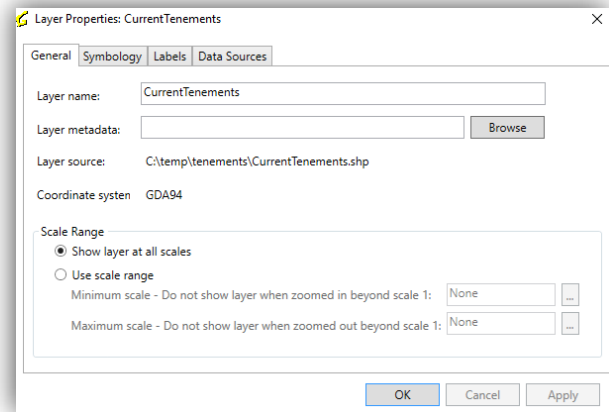 Layer Properties: CurrentTenements
General Symbology Labels Data Sources
Layer name: CurrentTenements
Layer metadata: Browse
Layer source: C:\temp\tenements\CurrentTenements.shp
Coordinate systen GDA94
Scale Range
Show layer at all scales
Use scale range
Minimum scale - Do not show layer when zoomed in beyond scale 1: None ...
Maximum scale - Do not show layer when zoomed out beyond scale 1: None ...
OK Cancel Apply